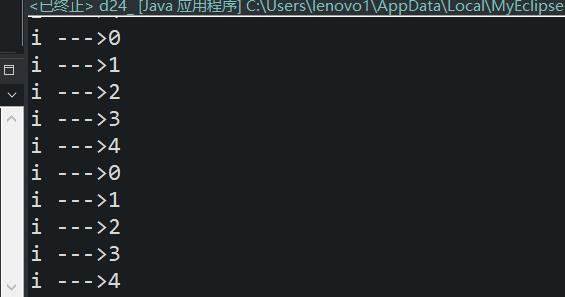 <已终止> d24_ [Java 应用程序] C:\Users\lenovo1\AppData\Local\MyEclipse
i --->0
i --->1
i --->2
i --->3
i --->4
i --->0
i --->1
i --->2
i --->3
i --->4